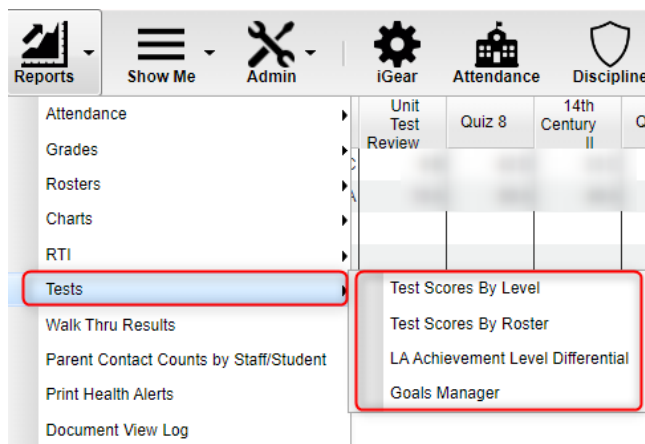 Reports
Show Me
Admin
iGear
Attendance
Discipline
Unit
Test
Review
Quiz 8
14th
Century
II
Attendance
Grades
Rosters
Charts
RTI
Tests
Walk Thru Results
Parent Contact Counts by Staff/Student
Print Health Alerts
Document View Log
Test Scores By Level
Test Scores By Roster
LA Achievement Level Differential
Goals Manager